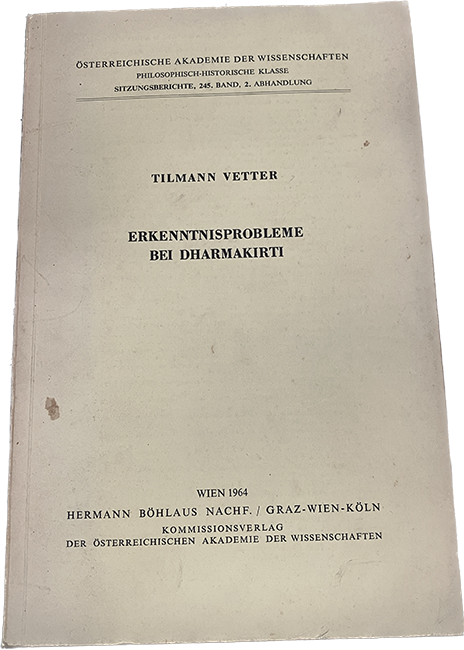 ÖSTERREICHISCHE AKADEMIE DER WISSENSCHAFTEN
PHILOSOPHISCH-HISTORISCHE KLASSE
SITZUNGSBERICHTE, 245. BAND, 2. ABHANDLUNG
TILMANN VETTER
ERKENNTNISPROBLEME
BEI DHARMAKIRTI
WIEN 1964
HERMANN BÖHLAUS NACHF. / GRAZ-WIEN-KÖLN
KOMMISSIONSVERLAG
DER ÖSTERREICHISCHEN AKADEMIE DER WISSENSCHAFTEN